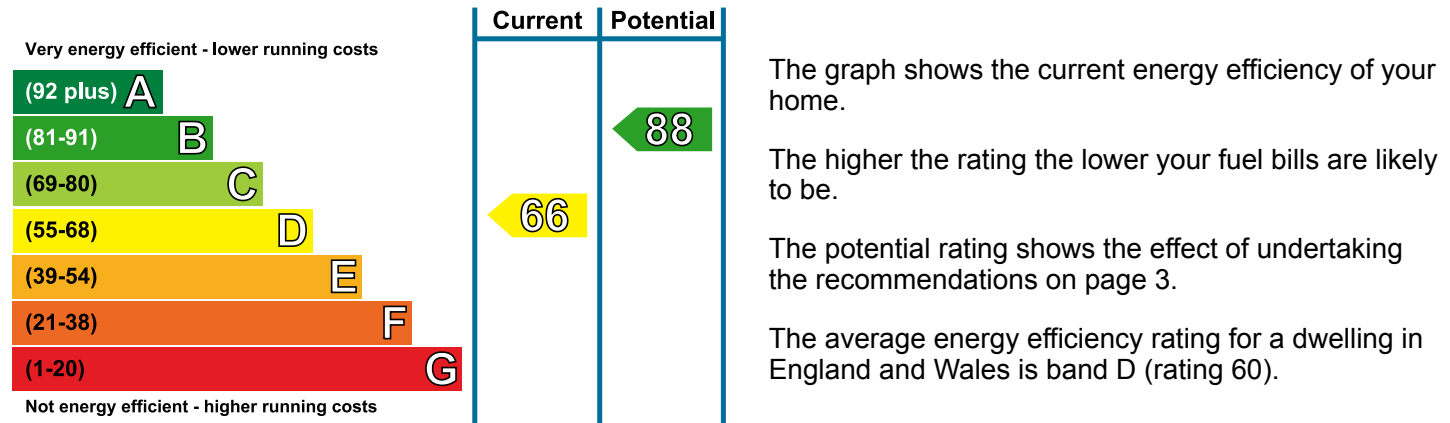 Current Potential
Very energy efficient - lower running costs
(92 plus) A
(81-91) B
88
(69-80) C
(55-68) D
66
(39-54) E
(21-38) F
(1-20) G
Not energy efficient - higher running costs
The graph shows the current energy efficiency of your
home.
The higher the rating the lower your fuel bills are likely
to be.
The potential rating shows the effect of undertaking
the recommendations on page 3.
The average energy efficiency rating for a dwelling in
England and Wales is band D (rating 60).